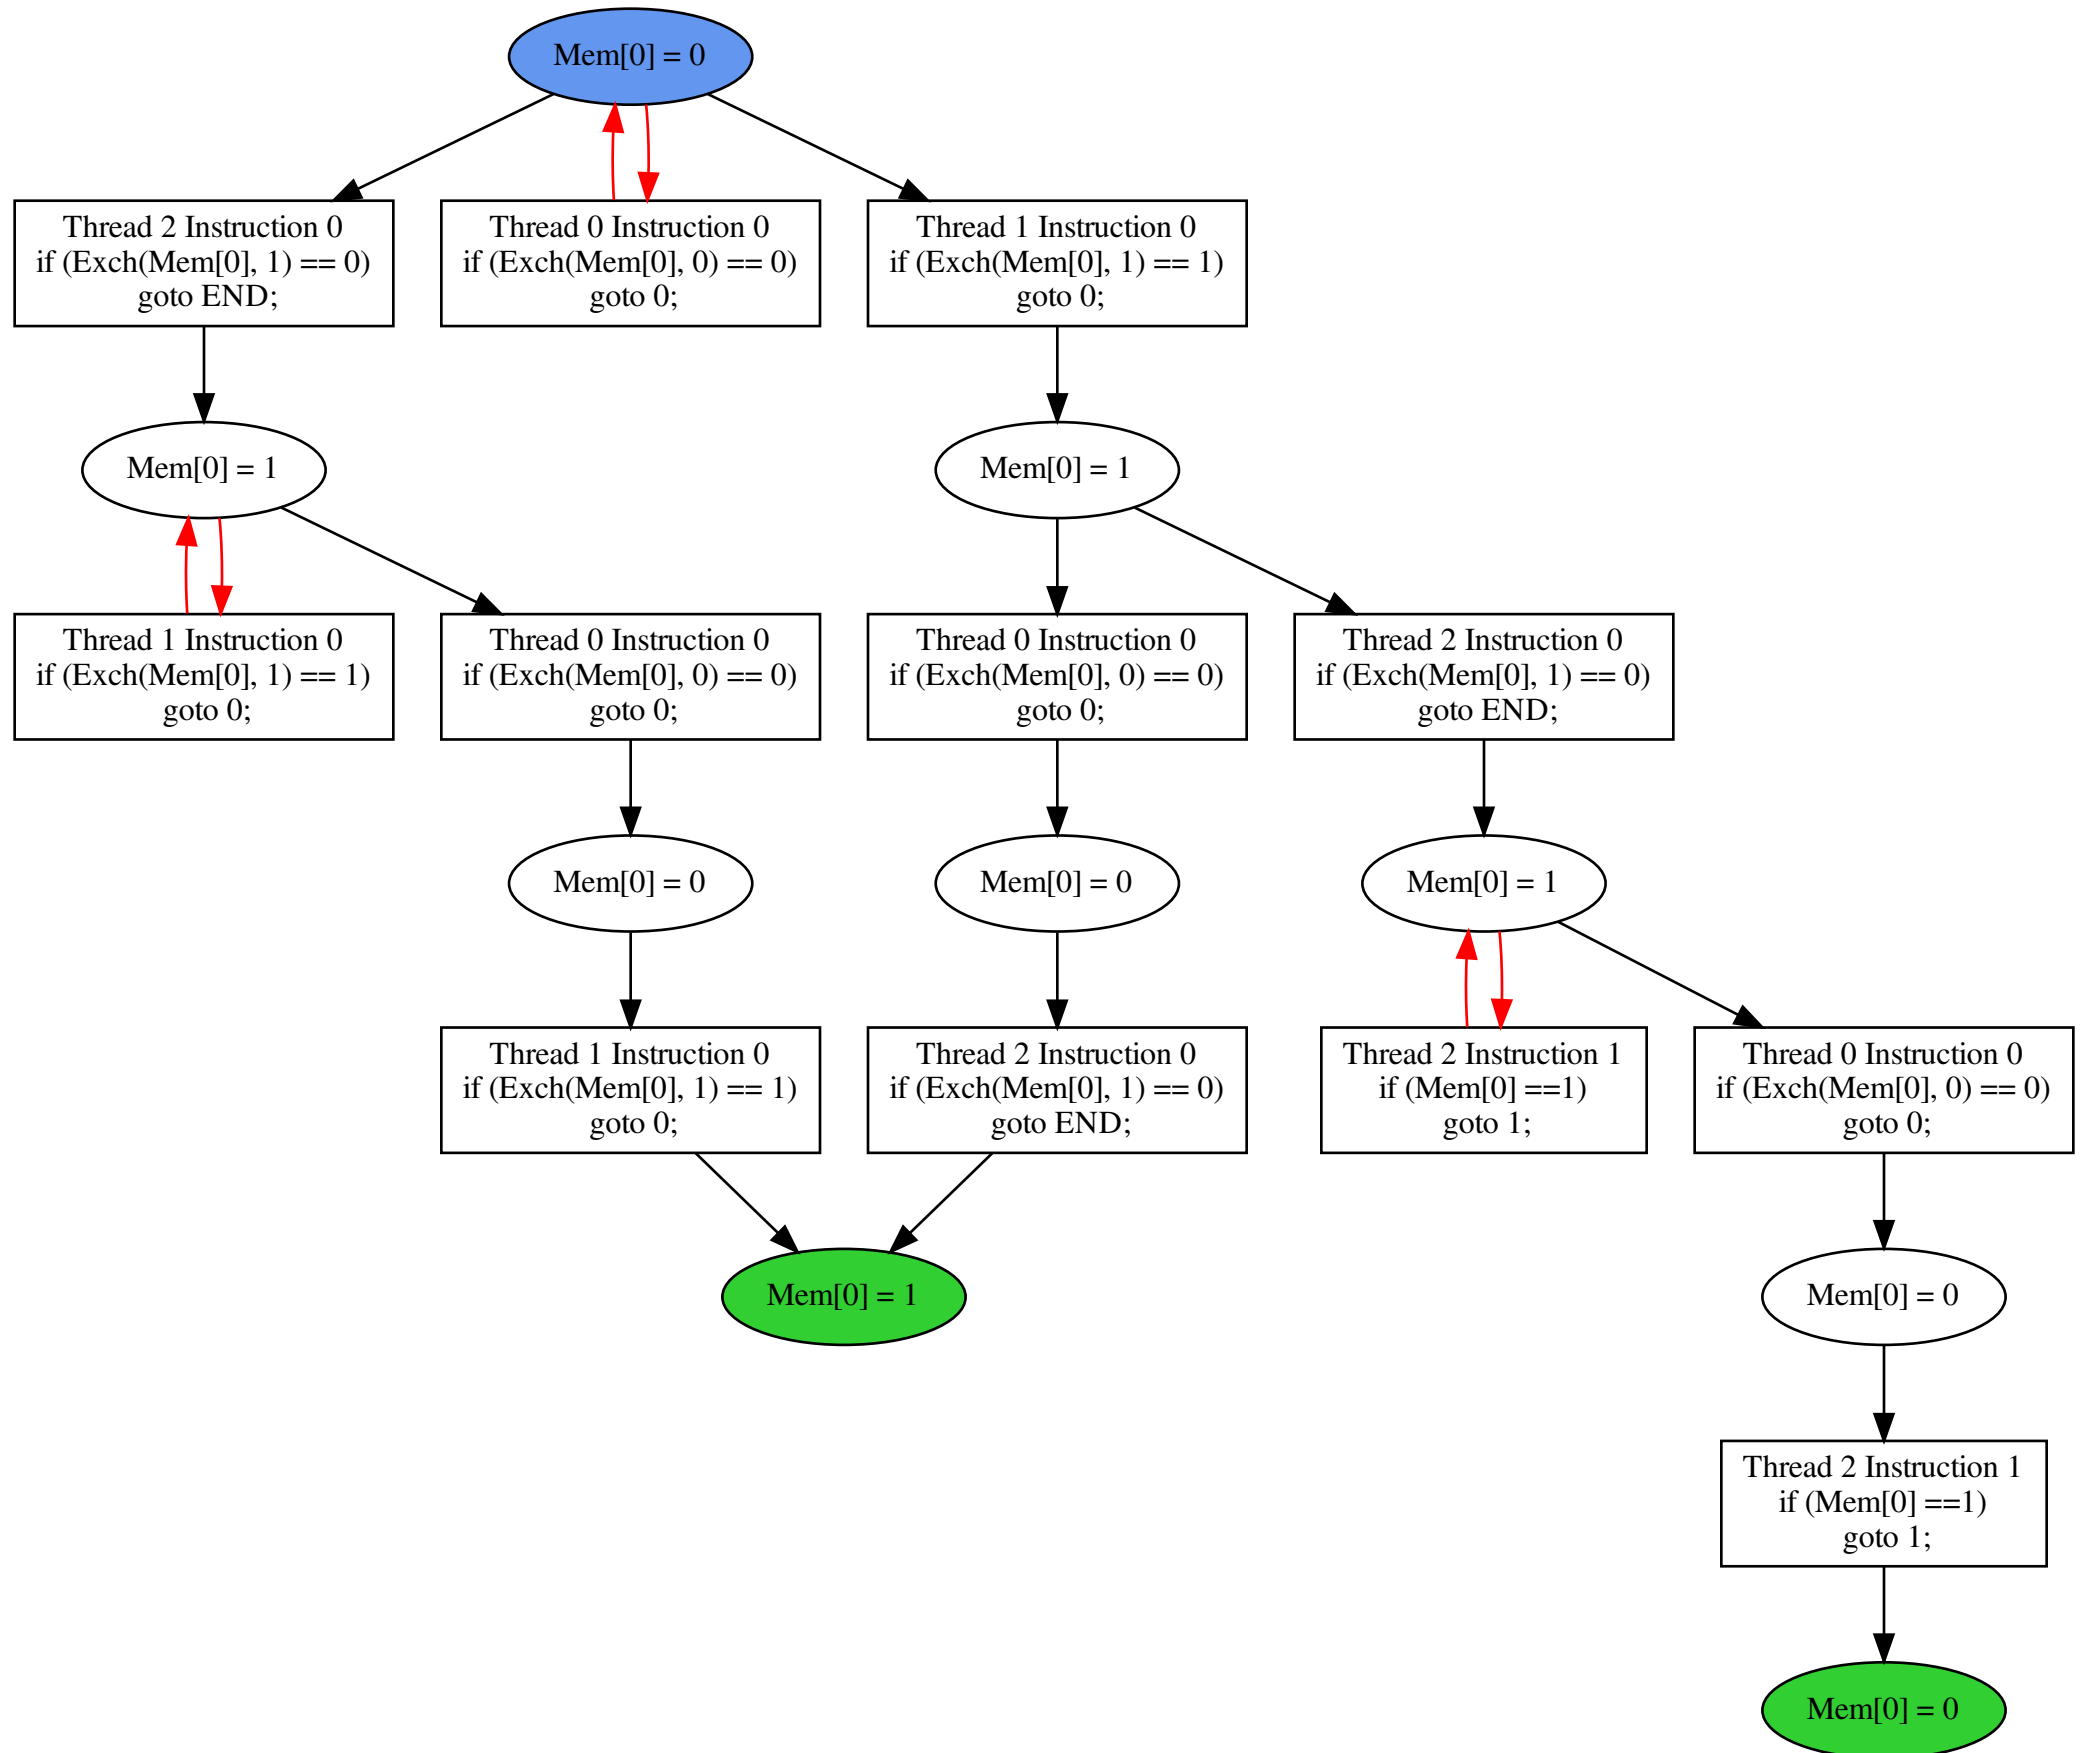 Mem[0] = 0
Thread 2 Instruction 0
if (Exch(Mem[0], 1) == 0)
goto END;
Thread 0 Instruction 0
if (Exch(Mem[0], 0) == 0)
goto 0;
Thread 1 Instruction 0
if (Exch(Mem[0], 1) == 1)
goto 0;
Mem[0] = 1
Mem[0] = 1
Thread 1 Instruction 0
if (Exch(Mem[0], 1) == 1)
goto 0;
Thread 0 Instruction 0
if (Exch(Mem[0], 0) == 0)
goto 0;
Thread 0 Instruction 0
if (Exch(Mem[0], 0) == 0)
goto 0;
Thread 2 Instruction 0
if (Exch(Mem[0], 1) == 0)
goto END;
Mem[0] = 0
Mem[0] = 0
Mem[0] = 1
Thread 1 Instruction 0
if (Exch(Mem[0], 1) == 1)
goto 0;
Thread 2 Instruction 0
if (Exch(Mem[0], 1) == 0)
goto END;
Thread 2 Instruction 1
if (Mem[0] ==1)
goto 1;
Thread 0 Instruction 0
if (Exch(Mem[0], 0) == 0)
goto 0;
Mem[0] = 1
Mem[0] = 0
Thread 2 Instruction 1
if (Mem[0] ==1)
goto 1;
Mem[0] = 0